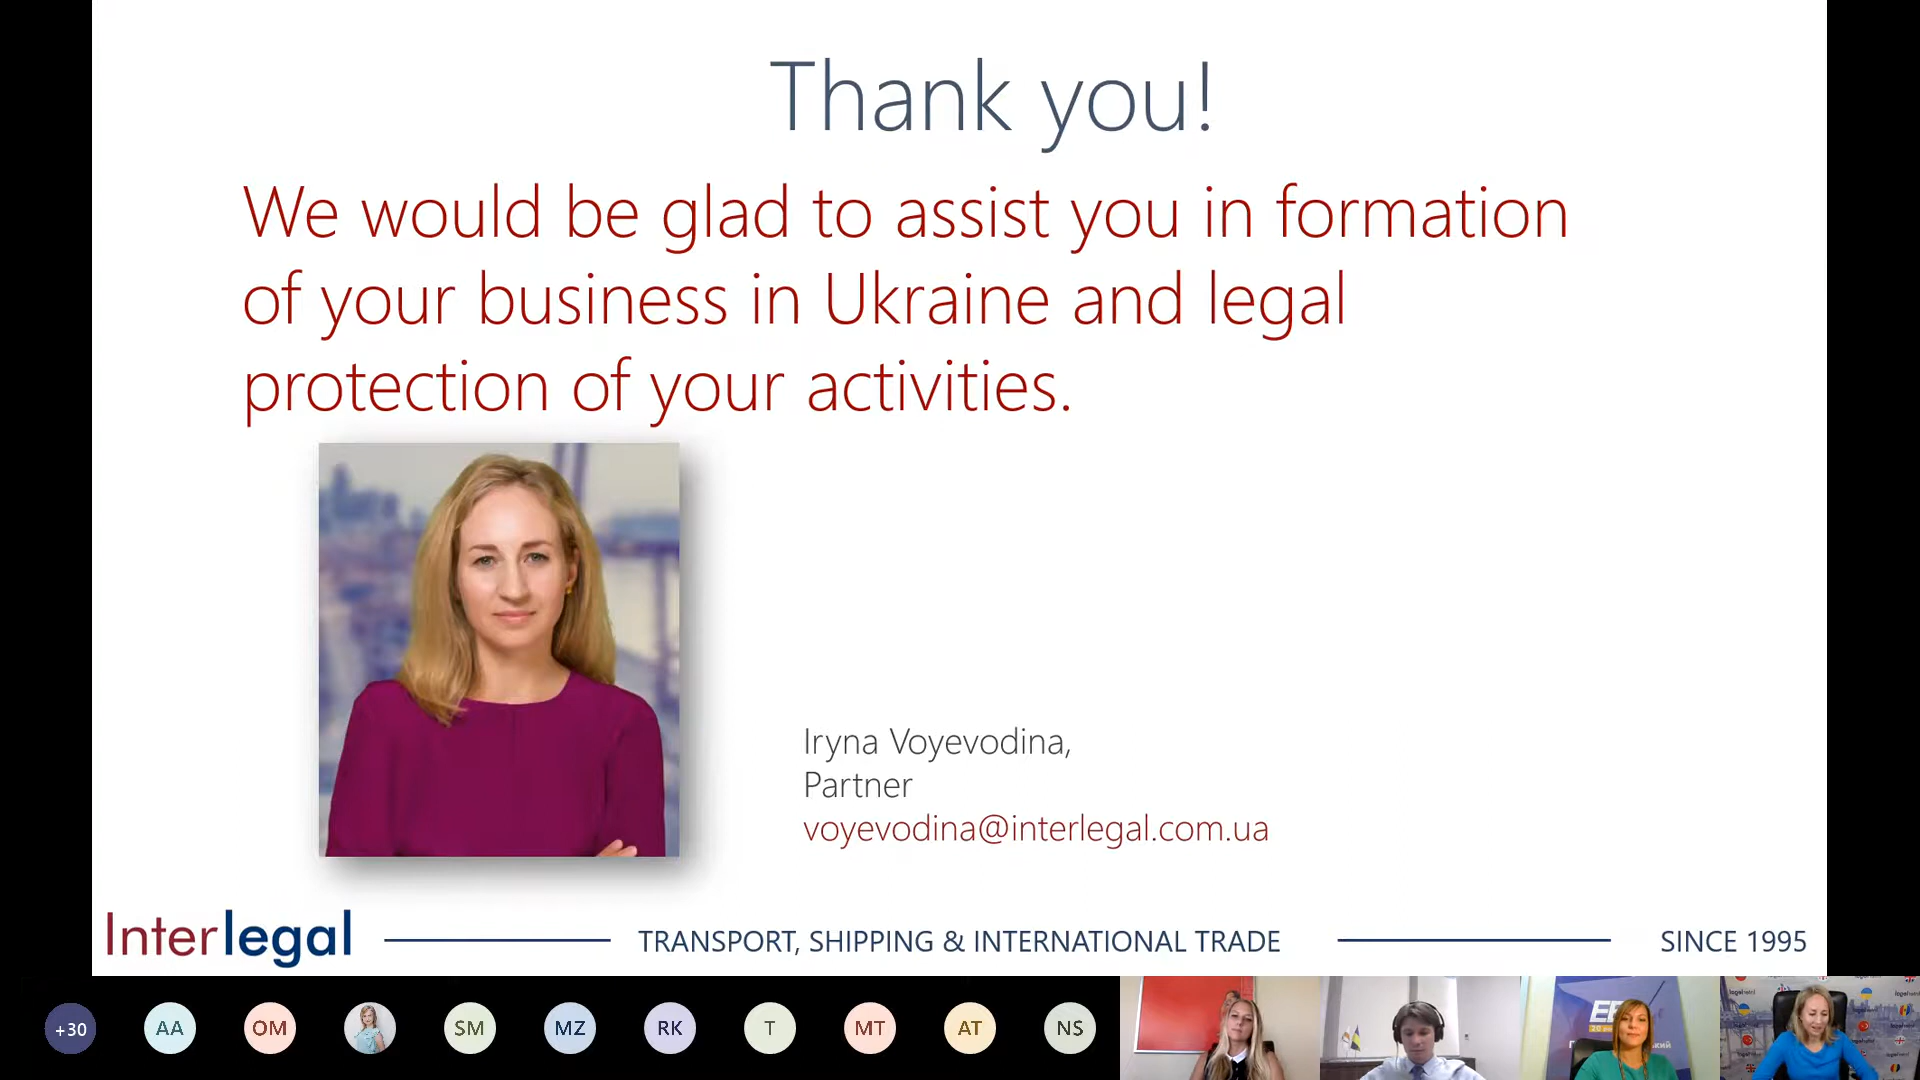 Thank you!
We would be glad to assist you in formation
of your business in Ukraine and legal
protection of your activities.
Iryna Voyevodina,
Partner
voyevodina@interlegal.com.ua
Interlegal
TRANSPORT, SHIPPING & INTERNATIONAL TRADE
SINCE 1995
+30
AA
OM
SM
MZ
RK
T
MT
AT
NS